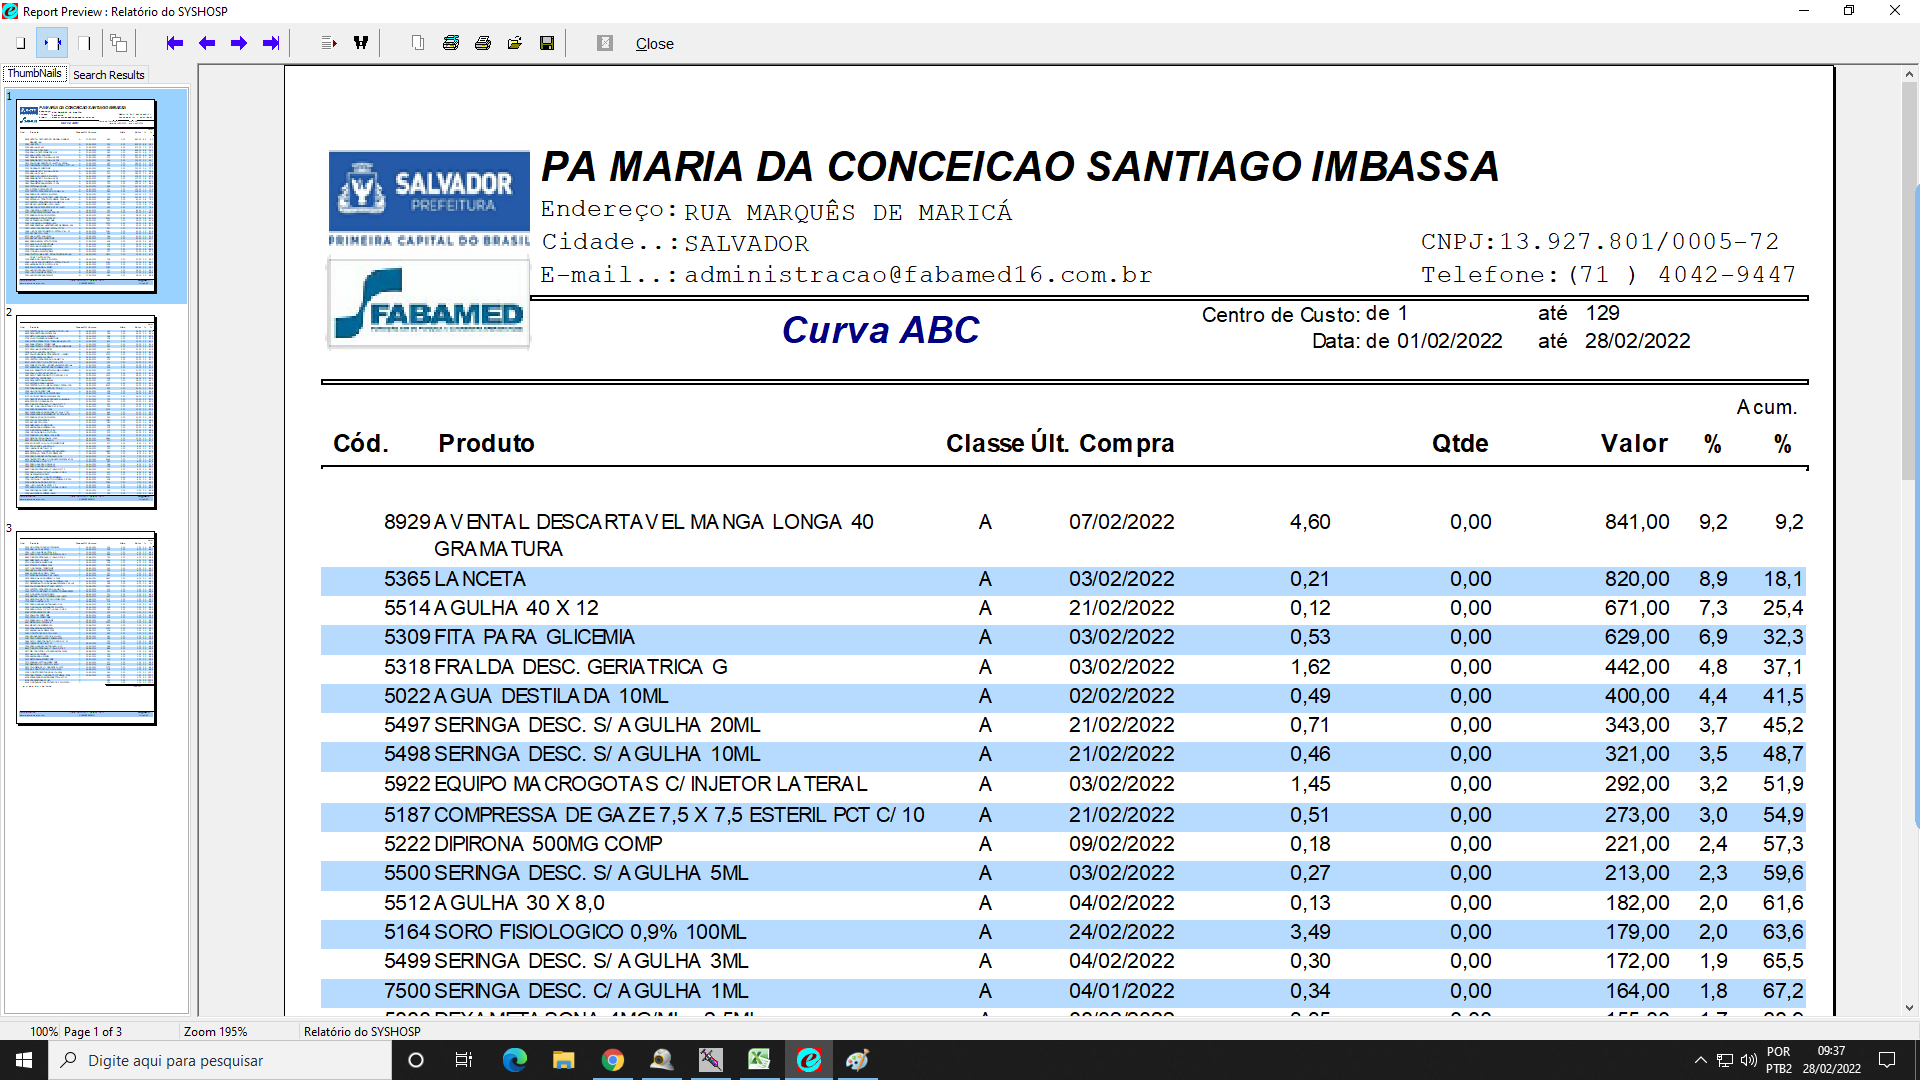 Report Preview : Relatório do SYSHOSP
Close
ThumbNails
Search Results
1
2
3
SALVADOR
PREFEITURA
PRIMEIRA CAPITAL DO BRASIL
FABAMED
PA MARIA DA CONCEICAO SANTIAGO IMBASSA
Endereço: RUA MARQUÊS DE MARICÁ
Cidade..: SALVADOR CNPJ:13.927.801/0005-72
E-mail..: administracao@fabamed16.com.br Telefone: (71 ) 4042-9447
Curva ABC
Centro de Custo: de 1 até 129
Data: de 01/02/2022 até 28/02/2022
Acum.
Cód. Produto Classe Últ. Compra Qtde Valor % %
8929 AVENTAL DESCARTAVEL MANGA LONGA 40 A 07/02/2022 4,60 0,00 841,00 9,2 9,2
GRAMATURA
5365 LANCETA A 03/02/2022 0,21 0,00 820,00 8,9 18,1
5514 AGULHA 40 X 12 A 21/02/2022 0,12 0,00 671,00 7,3 25,4
5309 FITA PARA GLICEMIA A 03/02/2022 0,53 0,00 629,00 6,9 32,3
5318 FRALDA DESC. GERIATRICA G A 03/02/2022 1,62 0,00 442,00 4,8 37,1
5022 AGUA DESTILADA 10ML A 02/02/2022 0,49 0,00 400,00 4,4 41,5
5497 SERINGA DESC. S/ AGULHA 20ML A 21/02/2022 0,71 0,00 343,00 3,7 45,2
5498 SERINGA DESC. S/ AGULHA 10ML A 21/02/2022 0,46 0,00 321,00 3,5 48,7
5922 EQUIPO MACROGOTAS C/ INJETOR LATERAL A 03/02/2022 1,45 0,00 292,00 3,2 51,9
5187 COMPRESSA DE GAZE 7,5 X 7,5 ESTERIL PCT C/ 10 A 21/02/2022 0,51 0,00 273,00 3,0 54,9
5222 DIPIRONA 500MG COMP A 09/02/2022 0,18 0,00 221,00 2,4 57,3
5500 SERINGA DESC. S/ AGULHA 5ML A 03/02/2022 0,27 0,00 213,00 2,3 59,6
5512 AGULHA 30 X 8,0 A 04/02/2022 0,13 0,00 182,00 2,0 61,6
5164 SORO FISIOLOGICO 0,9% 100ML A 24/02/2022 3,49 0,00 179,00 2,0 63,6
5499 SERINGA DESC. S/ AGULHA 3ML A 04/02/2022 0,30 0,00 172,00 1,9 65,5
7500 SERINGA DESC. C/ AGULHA 1ML A 04/01/2022 0,34 0,00 164,00 1,8 67,2
100% Page 1 of 3 Zoom 195% Relatório do SYSHOSP
Digite aqui para pesquisar
POR 09:37
PTB2 28/02/2022